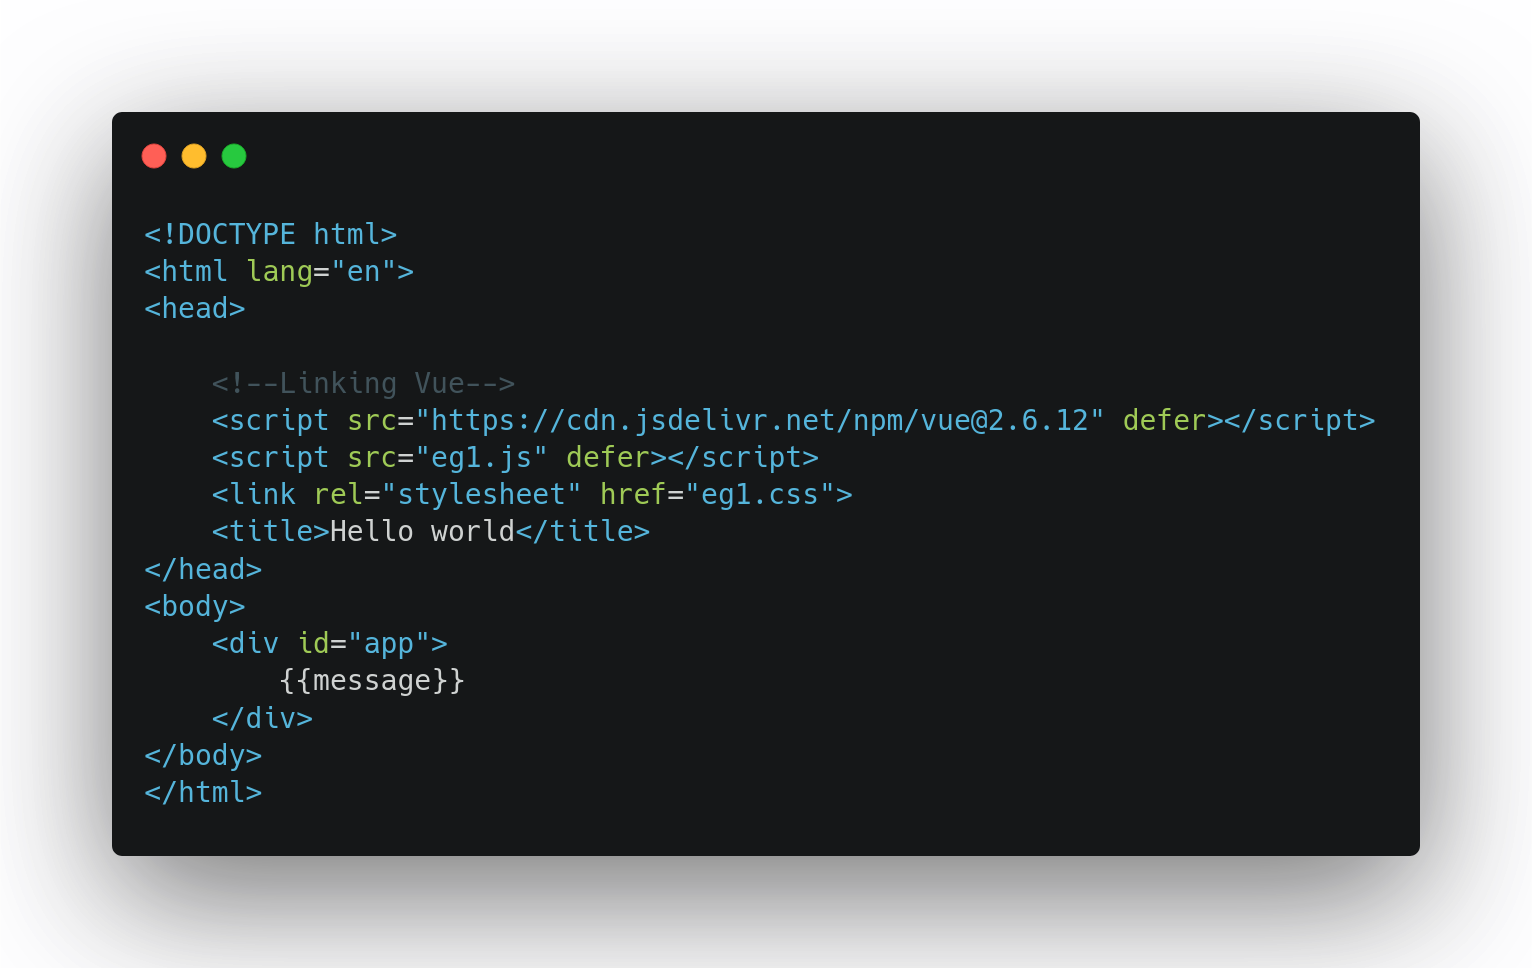 <!DOCTYPE html>
<html lang="en">
<head>

    <!--Linking Vue-->
    <script src="https://cdn.jsdelivr.net/npm/vue@2.6.12" defer></script>
    <script src="eg1.js" defer></script>
    <link rel="stylesheet" href="eg1.css">
    <title>Hello world</title>
</head>
<body>
    <div id="app">
        {{message}}
    </div>
</body>
</html>